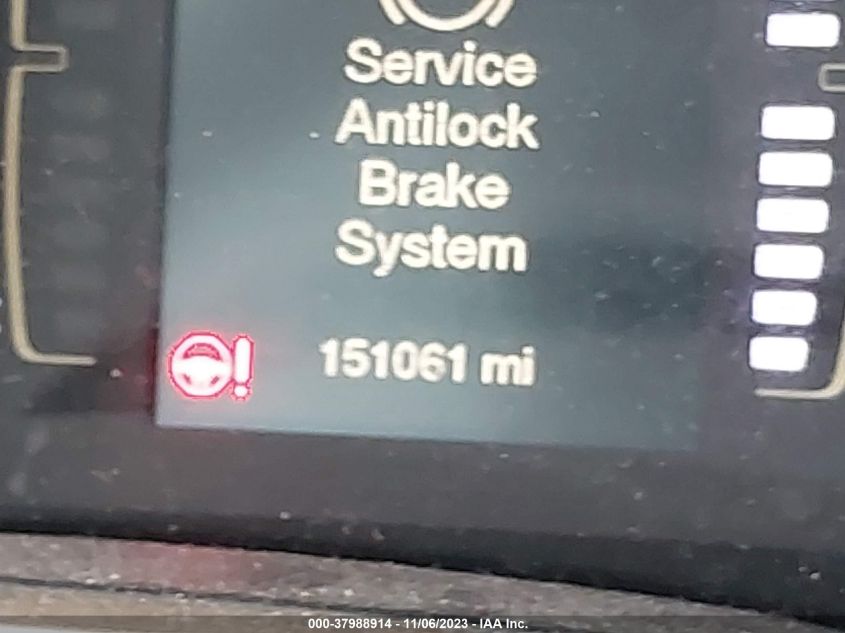 Service
Antilock
Brake
System
151061 mi
000-37988914 - 11/06/2023 - IAA Inc.